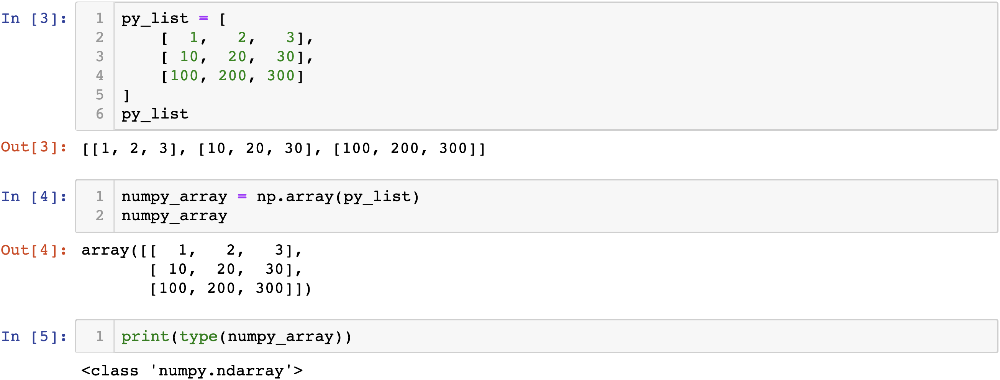 In [3]: 1 py_list = [
2     [  1,   2,   3],
3     [ 10,  20,  30],
4     [100, 200, 300]
5 ]
6 py_list
Out[3]: [[1, 2, 3], [10, 20, 30], [100, 200, 300]]
In [4]: 1 numpy_array = np.array(py_list)
2 numpy_array
Out[4]: array([[  1,   2,   3],
       [ 10,  20,  30],
       [100, 200, 300]])
In [5]: 1 print(type(numpy_array))
<class 'numpy.ndarray'>